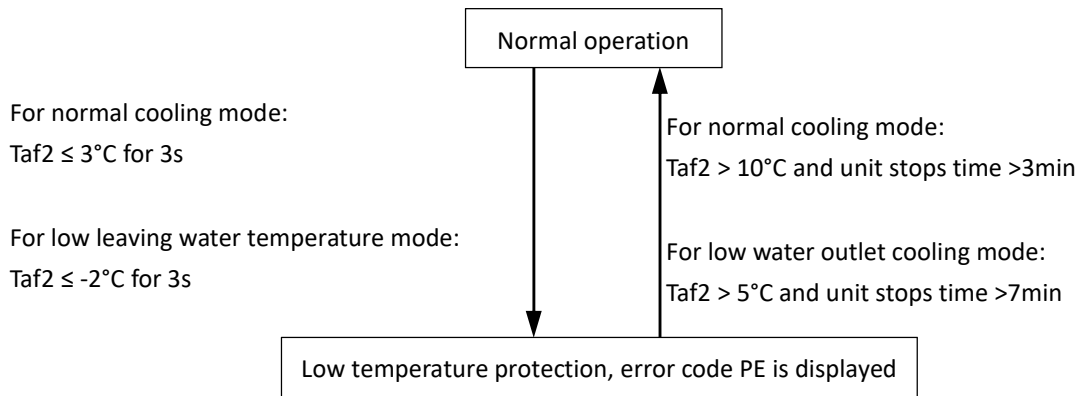 Normal operation
For normal cooling mode:
Taf2 ≤ 3°C for 3s
For low leaving water temperature mode:
Taf2 ≤ -2°C for 3s
For normal cooling mode:
Taf2 > 10°C and unit stops time >3min
For low water outlet cooling mode:
Taf2 > 5°C and unit stops time >7min
Low temperature protection, error code PE is displayed